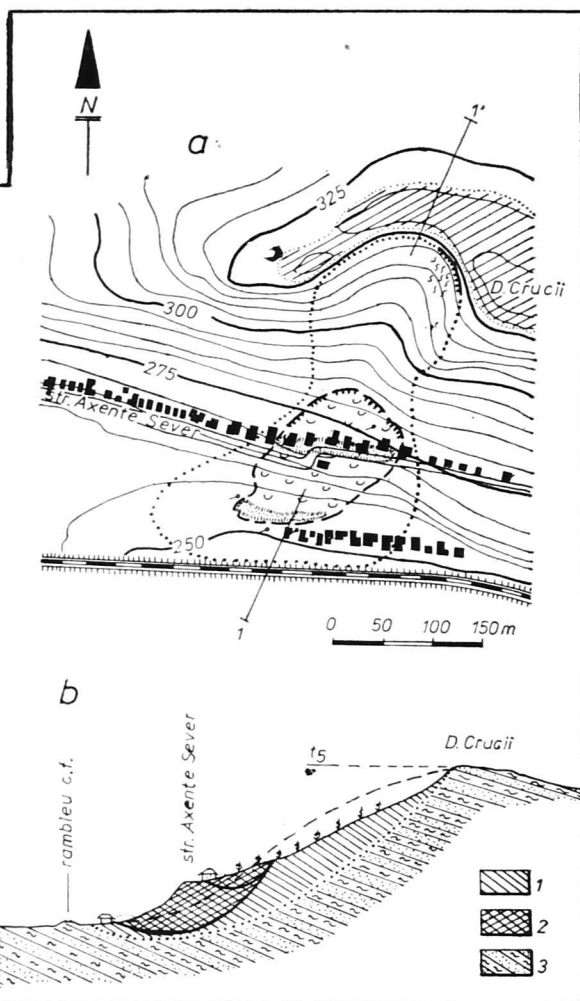 N
a
1'
325
D. Crucii
300
275
str. Axente Sever
250
1
0 50 100 150 m
b
rambleu c.f.
str. Axente Sever
t5
D. Crucii
1
2
3